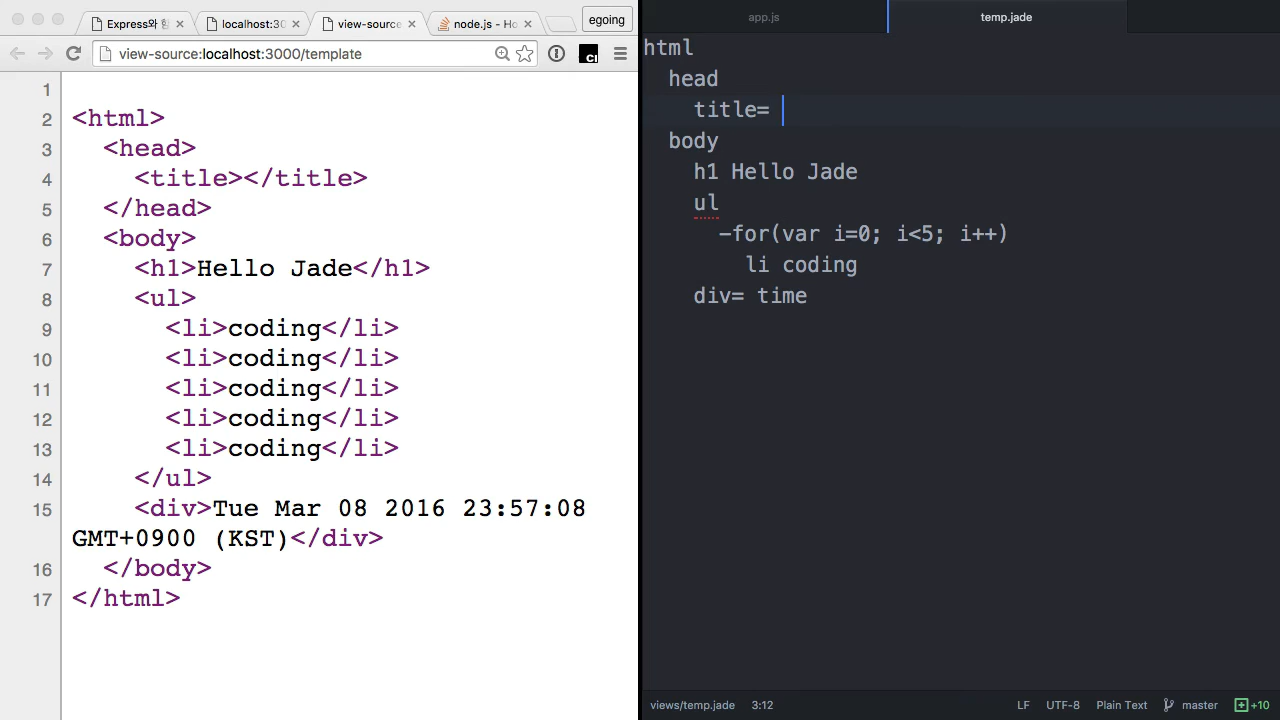 Express와
localhost:30
view-source
node.js - Ho
egoing
view-source:localhost:3000/template
1
2 <html>
3 <head>
4 <title></title>
5 </head>
6 <body>
7 <h1>Hello Jade</h1>
8 <ul>
9 <li>coding</li>
10 <li>coding</li>
11 <li>coding</li>
12 <li>coding</li>
13 <li>coding</li>
14 </ul>
15 <div>Tue Mar 08 2016 23:57:08
GMT+0900 (KST)</div>
16 </body>
17 </html>
app.js
temp.jade
html
head
title=
body
h1 Hello Jade
ul
-for(var i=0; i<5; i++)
li coding
div= time
views/temp.jade 3:12
LF UTF-8 Plain Text master +10